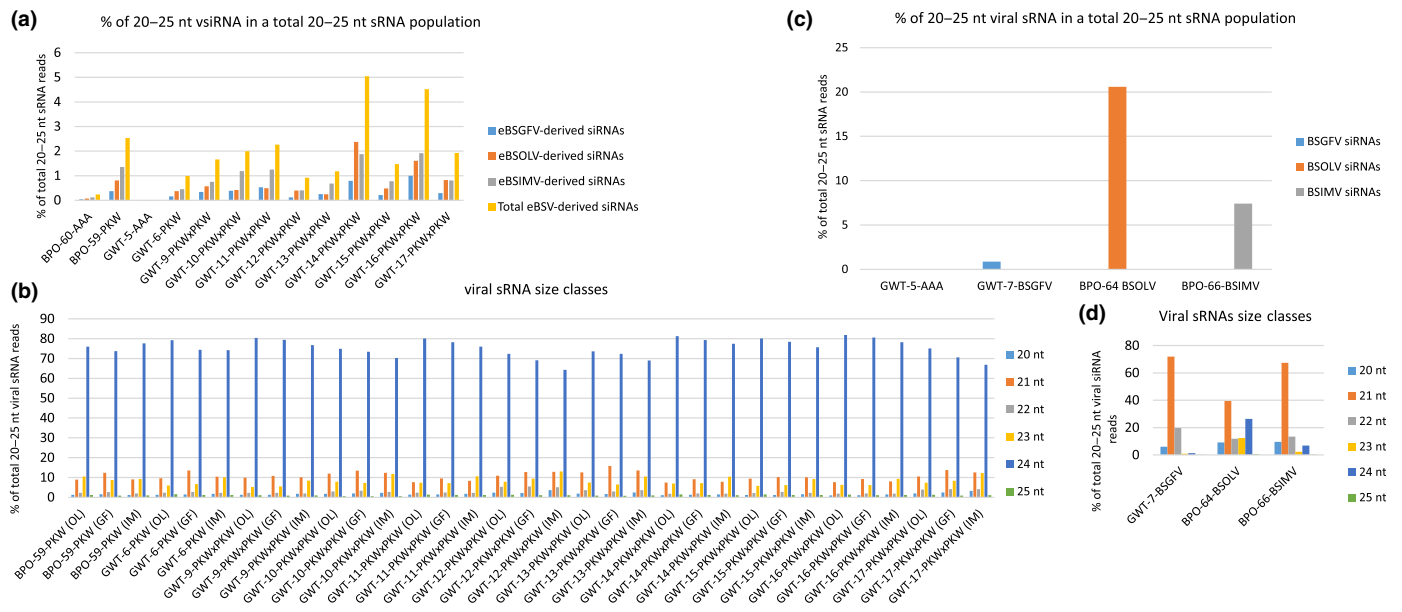 (a)
% of 20–25 nt vsiRNA in a total 20–25 nt sRNA population
% of total 20–25 nt sRNA reads
6
5
4
3
2
1
0
BPO-60-AAA
BPO-59-PKW
GWT-5-AAA
GWT-6-PKW
GWT-9-PKWxPKW
GWT-10-PKWxPKW
GWT-11-PKWxPKW
GWT-12-PKWxPKW
GWT-13-PKWxPKW
GWT-14-PKWxPKW
GWT-15-PKWxPKW
GWT-16-PKWxPKW
GWT-17-PKWxPKW
eBSGFV-derived siRNAs
eBSOLV-derived siRNAs
eBSIMV-derived siRNAs
Total eBSV-derived siRNAs
(c)
% of 20–25 nt viral sRNA in a total 20–25 nt sRNA population
% of total 20–25 nt sRNA reads
25
20
15
10
5
0
GWT-5-AAA
GWT-7-BSGFV
BPO-64 BSOLV
BPO-66-BSIMV
BSGFV siRNAs
BSOLV siRNAs
BSIMV siRNAs
(b)
viral sRNA size classes
% of total 20–25 nt viral sRNA reads
90
80
70
60
50
40
30
20
10
0
BPO-59-PKW (OL)
BPO-59-PKW (GF)
BPO-59-PKW (IM)
GWT-6-PKW (OL)
GWT-6-PKW (GF)
GWT-6-PKW (IM)
GWT-9-PKWxPKW (OL)
GWT-9-PKWxPKW (GF)
GWT-9-PKWxPKW (IM)
GWT-10-PKWxPKW (OL)
GWT-10-PKWxPKW (GF)
GWT-10-PKWxPKW (IM)
GWT-11-PKWxPKW (OL)
GWT-11-PKWxPKW (GF)
GWT-11-PKWxPKW (IM)
GWT-12-PKWxPKW (OL)
GWT-12-PKWxPKW (GF)
GWT-12-PKWxPKW (IM)
GWT-13-PKWxPKW (OL)
GWT-13-PKWxPKW (GF)
GWT-13-PKWxPKW (IM)
GWT-14-PKWxPKW (OL)
GWT-14-PKWxPKW (GF)
GWT-14-PKWxPKW (IM)
GWT-15-PKWxPKW (OL)
GWT-15-PKWxPKW (GF)
GWT-15-PKWxPKW (IM)
GWT-16-PKWxPKW (OL)
GWT-16-PKWxPKW (GF)
GWT-16-PKWxPKW (IM)
GWT-17-PKWxPKW (OL)
GWT-17-PKWxPKW (GF)
GWT-17-PKWxPKW (IM)
20 nt
21 nt
22 nt
23 nt
24 nt
25 nt
(d)
Viral sRNAs size classes
% of total 20–25 nt viral siRNA
reads
80
60
40
20
0
GWT-7-BSGFV
BPO-64-BSOLV
BPO-66-BSIMV
20 nt
21 nt
22 nt
23 nt
24 nt
25 nt